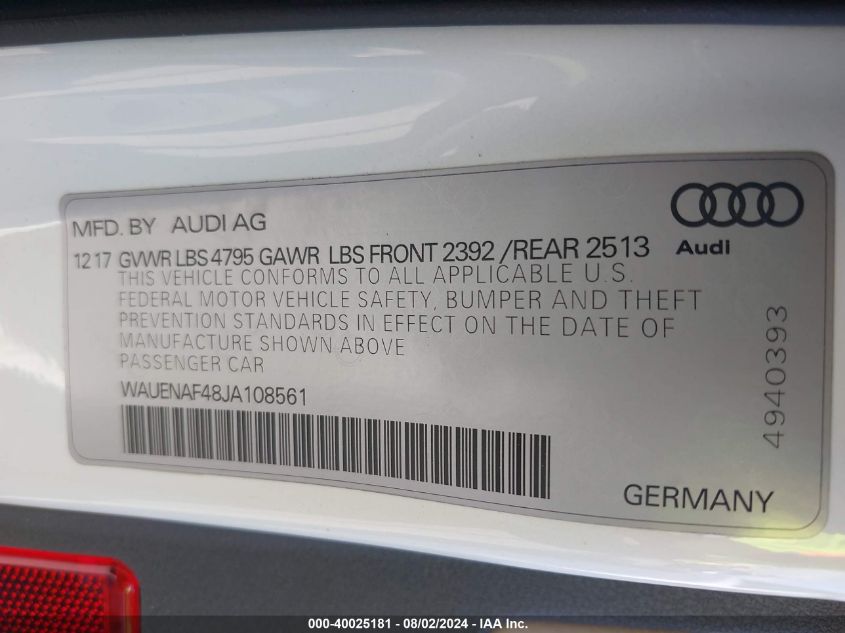 MFD. BY AUDI AG
Audi
12 17 GVWR LBS 4795 GAWR LBS FRONT 2392 /REAR 2513
THIS VEHICLE CONFORMS TO ALL APPLICABLE U.S.
FEDERAL MOTOR VEHICLE SAFETY, BUMPER AND THEFT
PREVENTION STANDARDS IN EFFECT ON THE DATE OF
MANUFACTURE SHOWN ABOVE
PASSENGER CAR
WAUENAF48JA108561
4940393
GERMANY
000-40025181 - 08/02/2024 - IAA Inc.